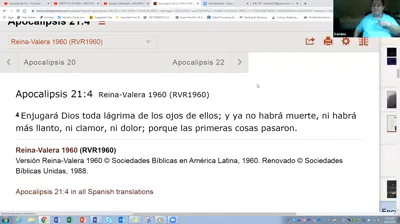 Apocalipsis 21:4
Reina-Valera 1960 (RVR1960)
Apocalipsis 20
Apocalipsis 22
Apocalipsis 21:4 Reina-Valera 1960 (RVR1960)
4 Enjugará Dios toda lágrima de los ojos de ellos; y ya no habrá muerte, ni habrá
más llanto, ni clamor, ni dolor; porque las primeras cosas pasaron.
Reina-Valera 1960 (RVR1960)
Versión Reina-Valera 1960 © Sociedades Bíblicas en América Latina, 1960. Renovado © Sociedades
Bíblicas Unidas, 1988.
Apocalipsis 21:4 in all Spanish translations